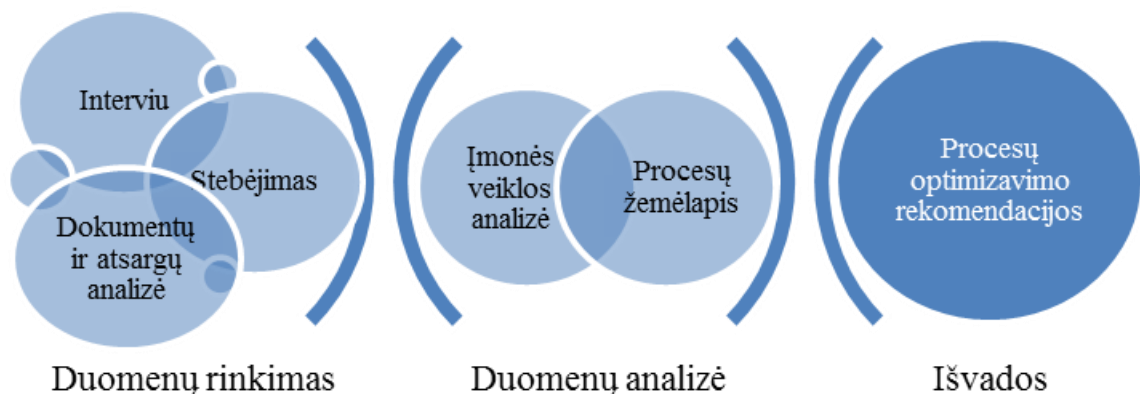 Interviu
Stebėjimas
Dokumentų
ir atsargų
analizė
Duomenų rinkimas
Įmonės
veiklos
analizė
Procesų
žemėlapis
Duomenų analizė
Procesų
optimizavimo
rekomendacijos
Išvados